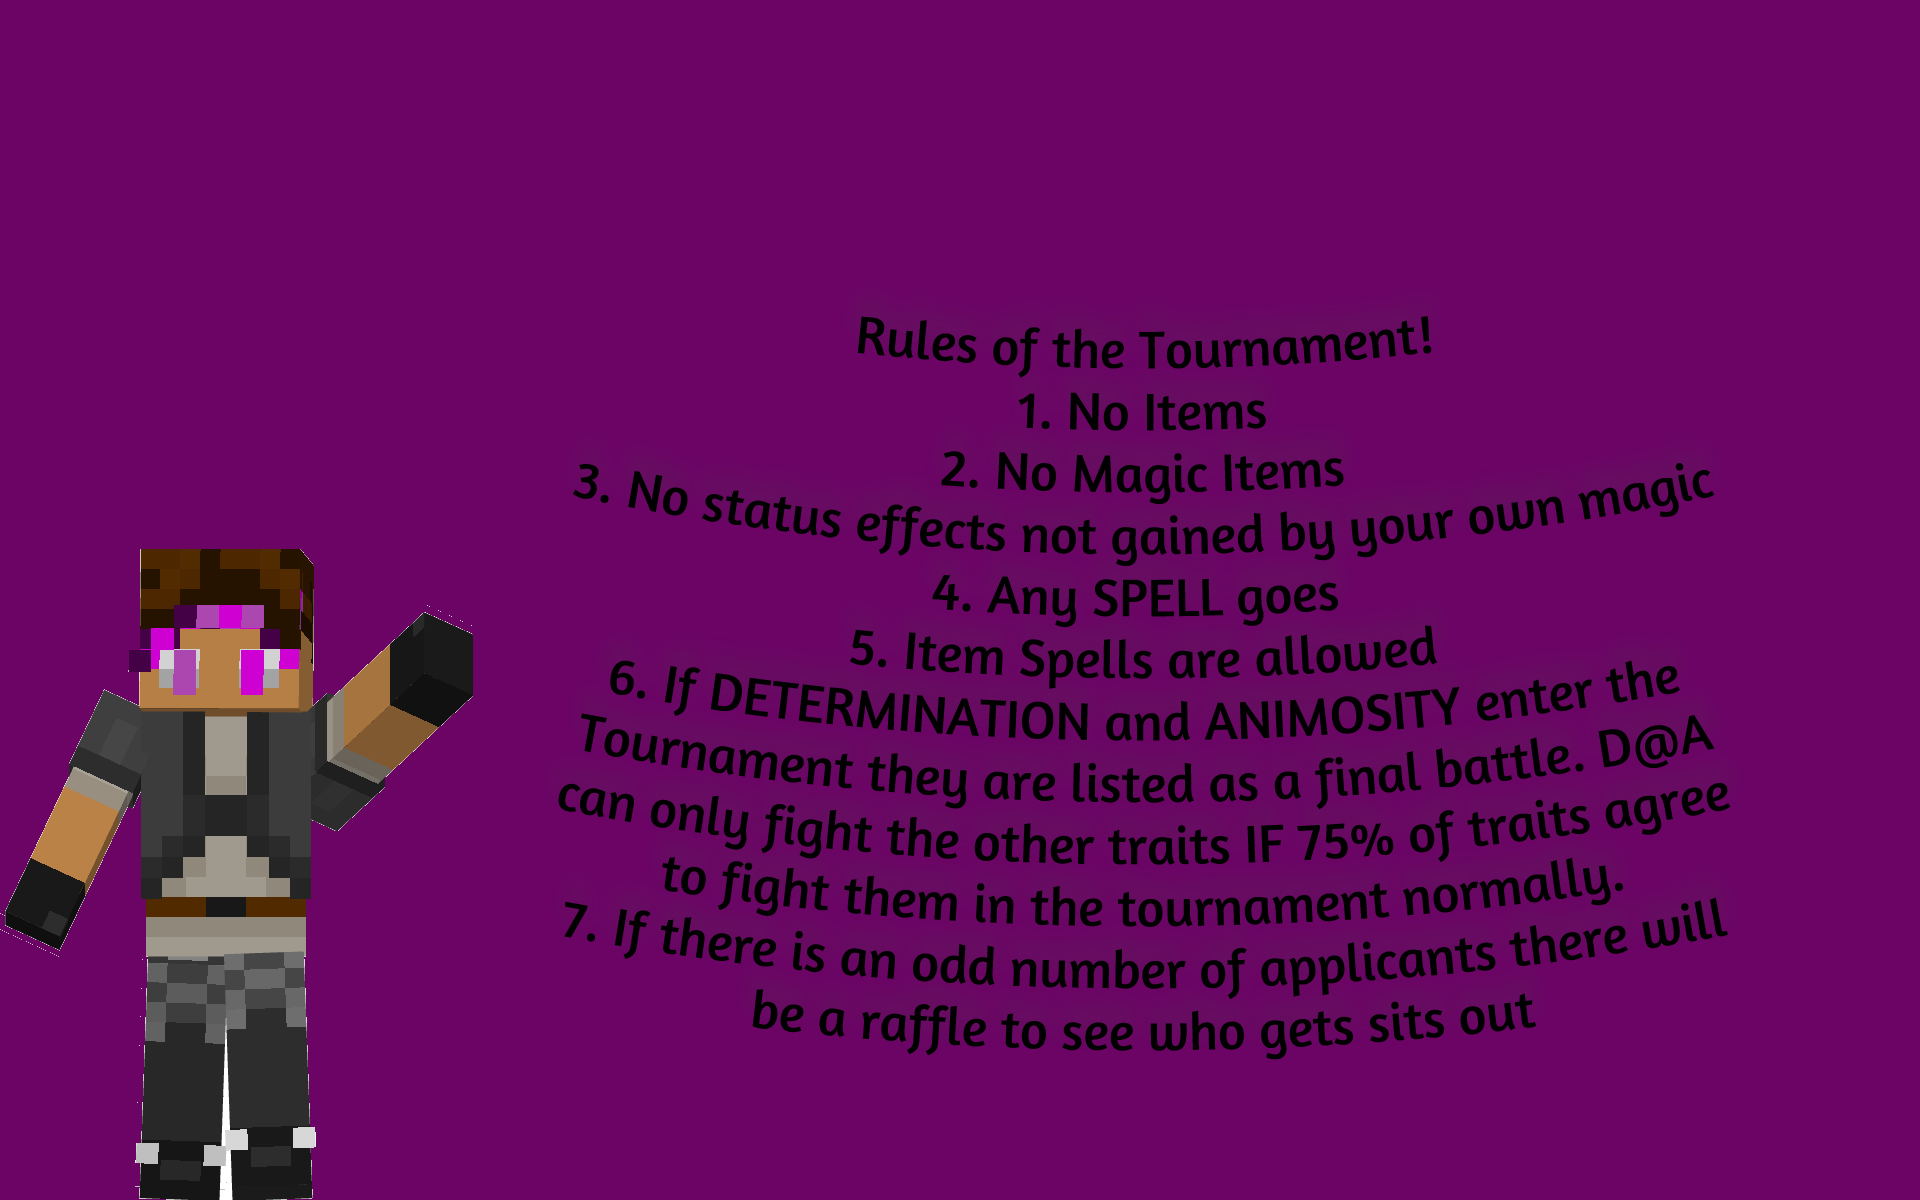 Rules of the Tournament!
1. No Items
2. No Magic Items
3. No status effects not gained by your own magic
4. Any SPELL goes
5. Item Spells are allowed
6. If DETERMINATION and ANIMOSITY enter the
Tournament they are listed as a final battle. D@A
can only fight the other traits IF 75% of traits agree
to fight them in the tournament normally.
7. If there is an odd number of applicants there will
be a raffle to see who gets sits out